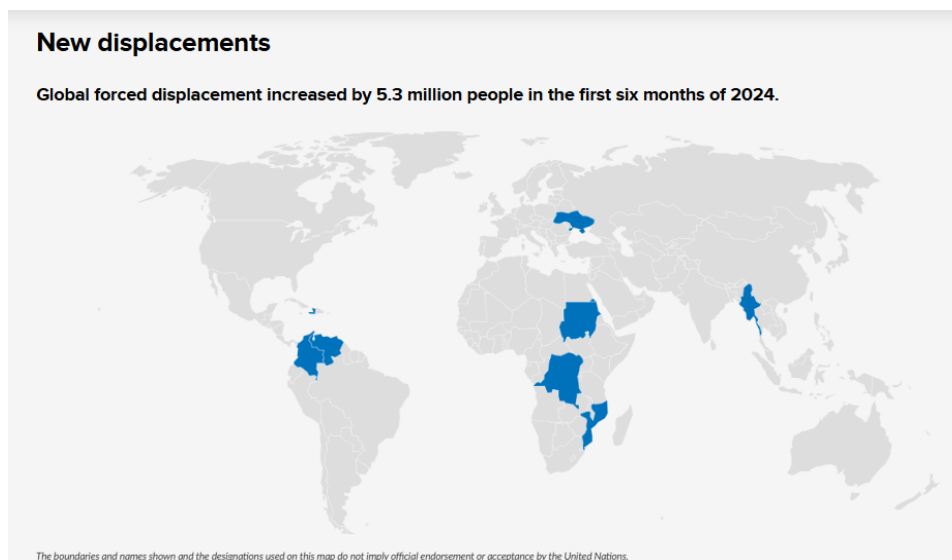 New displacements
Global forced displacement increased by 5.3 million people in the first six months of 2024.
The boundaries and names shown and the designations used on this map do not imply official endorsement or acceptance by the United Nations.